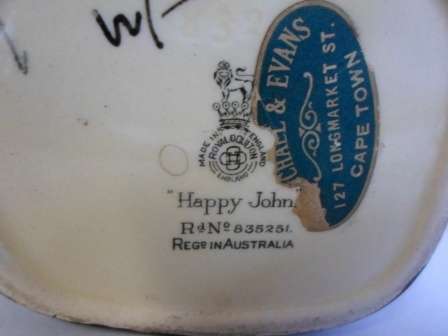 W/
CHALL & EVANS
127 LONGMARKET ST.
CAPE TOWN
MADE IN ENGLAND
ROYAL DOULTON
ENGLAND
"Happy John"
Rd No 835251.
REGD IN AUSTRALIA